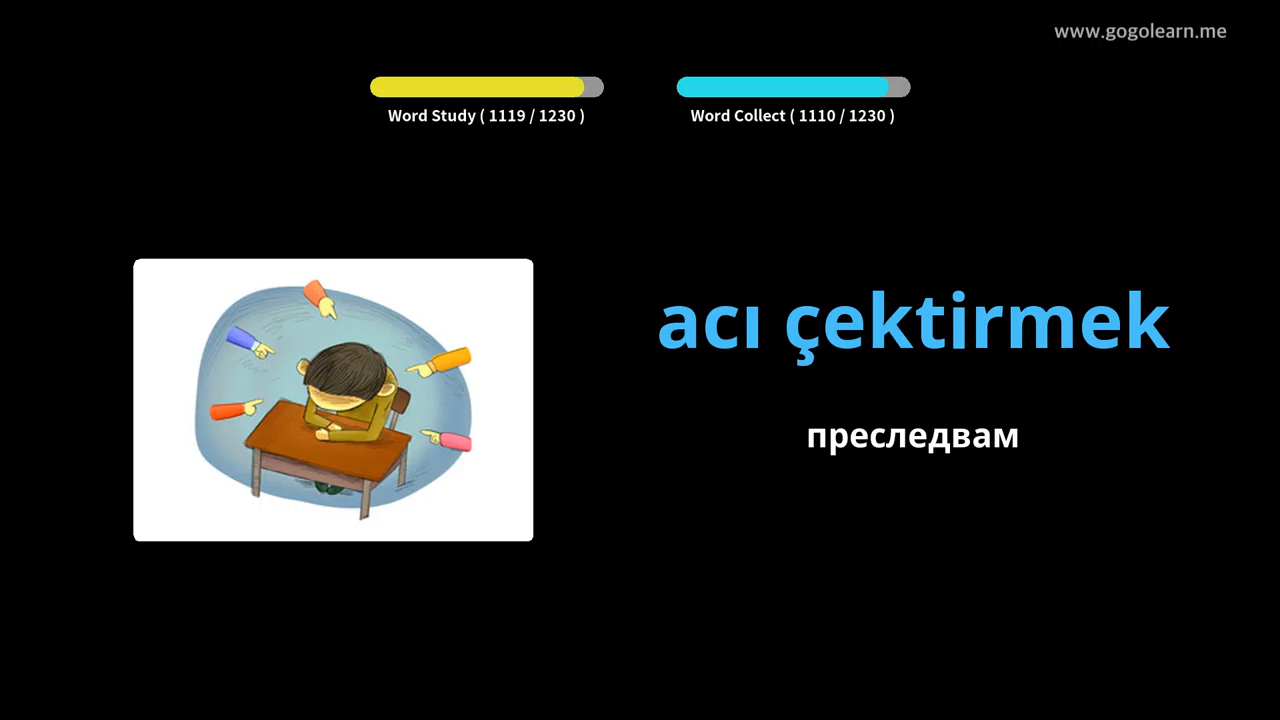 www.gogolearn.me
Word Study ( 1119 / 1230 )
Word Collect ( 1110 / 1230 )
acı çektirmek
преследвам